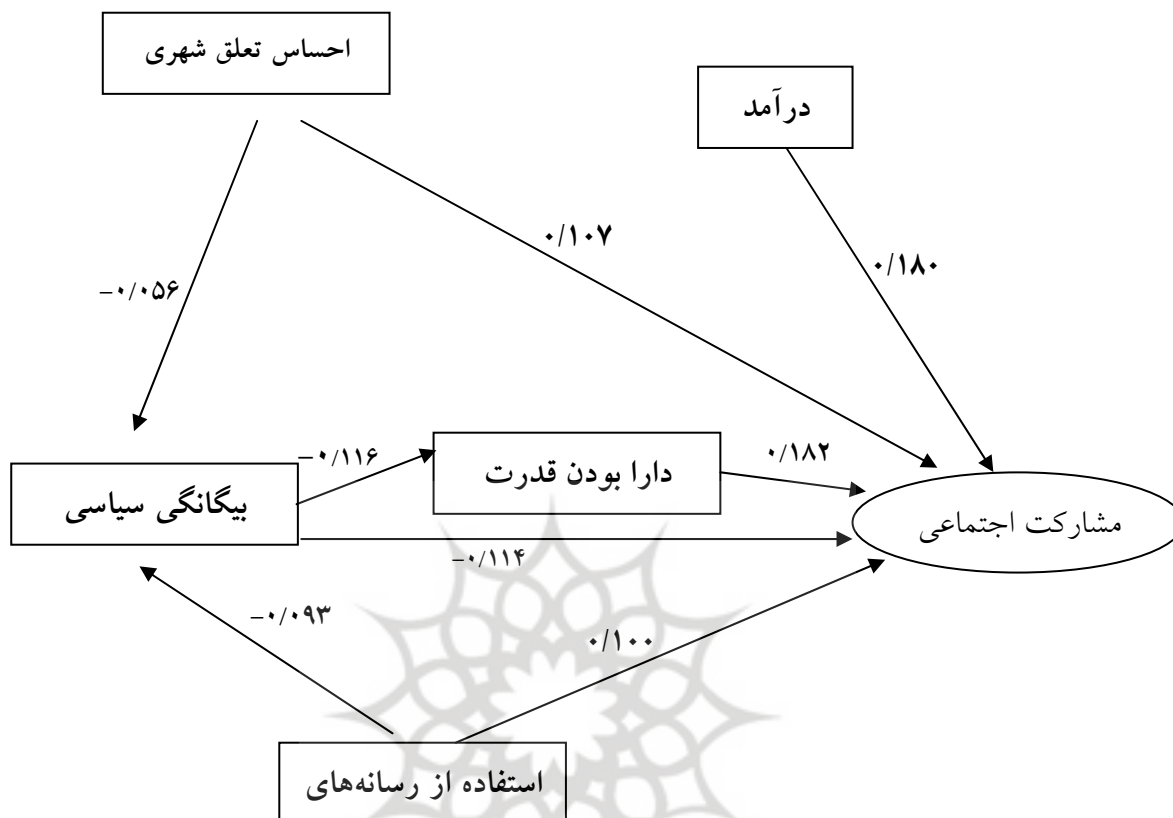 احساس تعلق شهری
درآمد
۰/۱۰۷
۰/۱۸۰
−۰/۰۵۶
−۰/۱۱۶
دارا بودن قدرت
۰/۱۸۲
بیگانگی سیاسی
مشارکت اجتماعی
−۰/۱۱۴
−۰/۰۹۳
۰/۱۰۰
استفاده از رسانه‌های